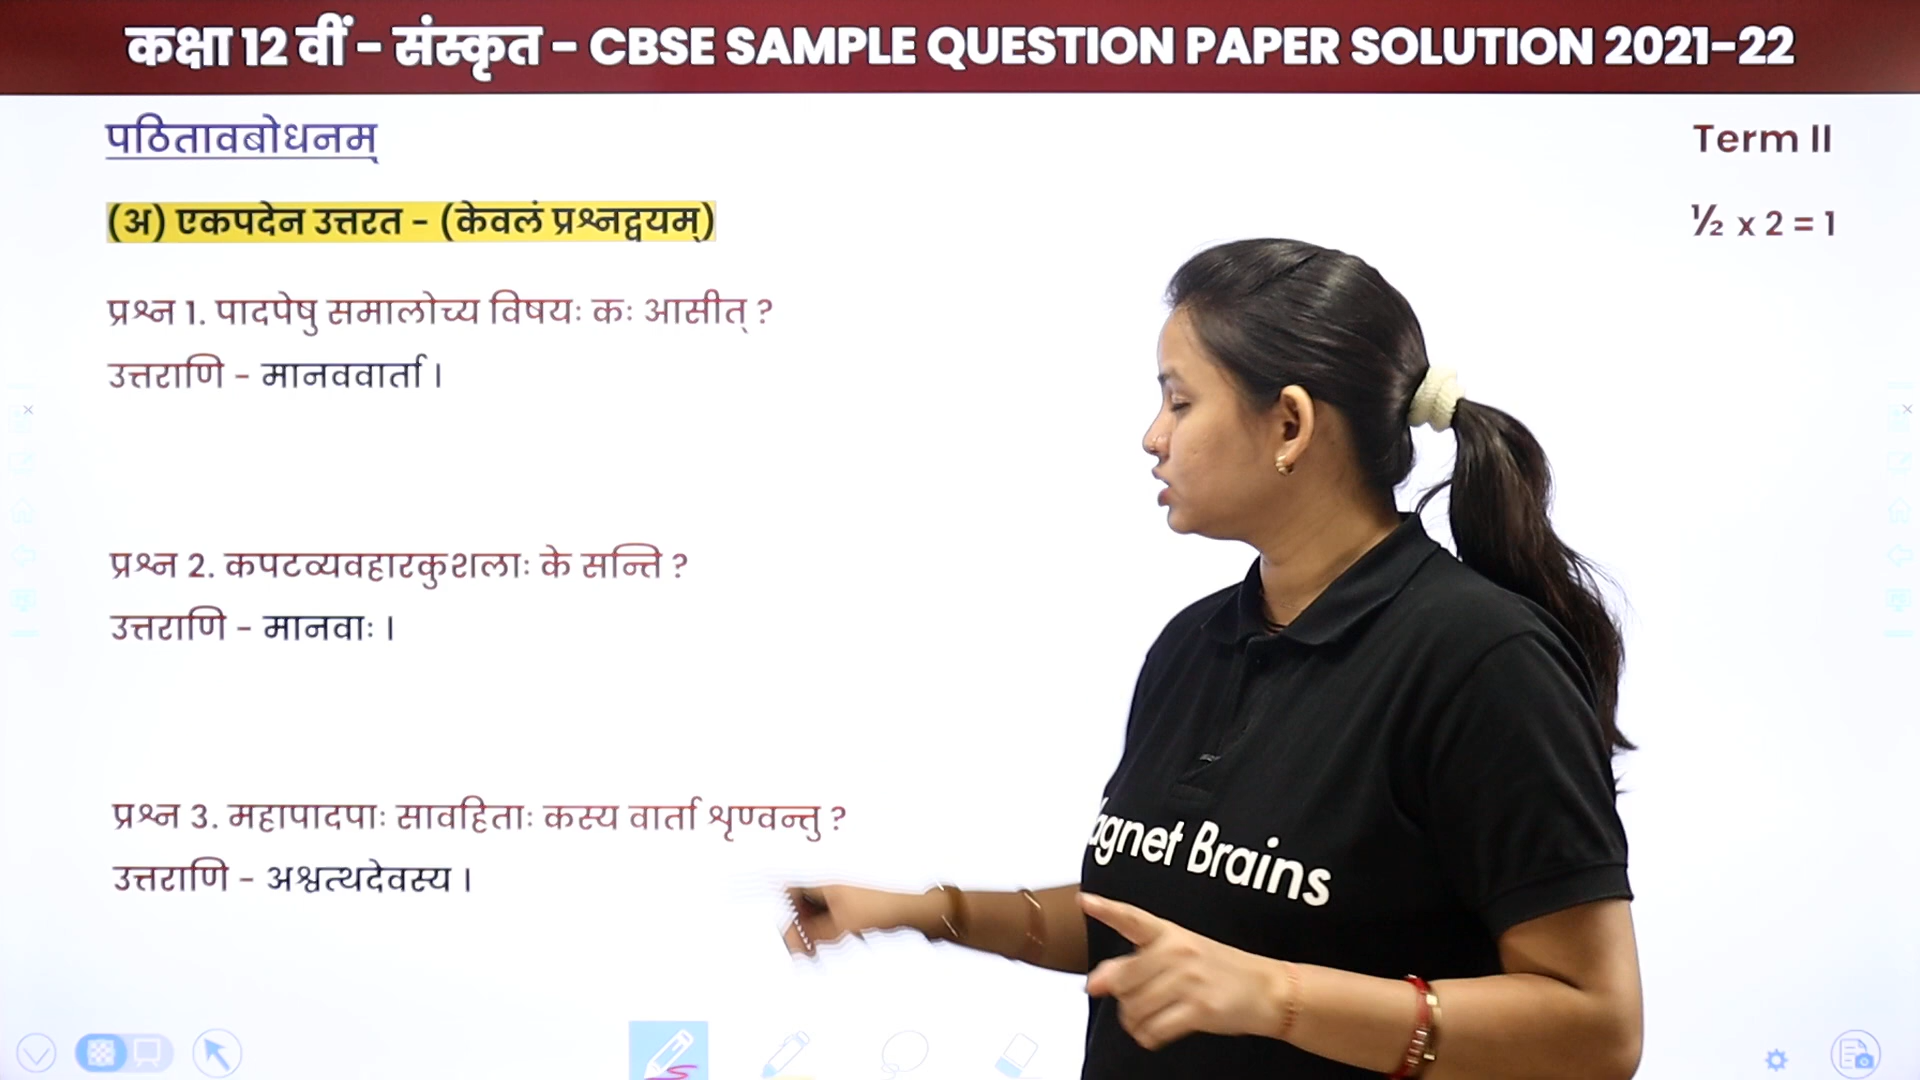 कक्षा 12 वीं – संस्कृत – CBSE SAMPLE QUESTION PAPER SOLUTION 2021-22
पठितावबोधनम्
Term II
(अ) एकपदेन उत्तरत – (केवलं प्रश्नद्वयम्)
½ x 2 = 1
प्रश्न 1. पादपेषु समालोच्य विषयः कः आसीत् ?
उत्तराणि – मानववार्ता ।
प्रश्न 2. कपटव्यवहारकुशलाः के सन्ति ?
उत्तराणि – मानवाः ।
प्रश्न 3. महापादपाः सावहिताः कस्य वार्ता शृण्वन्तु ?
उत्तराणि – अश्वत्थदेवस्य ।
agnet Brains